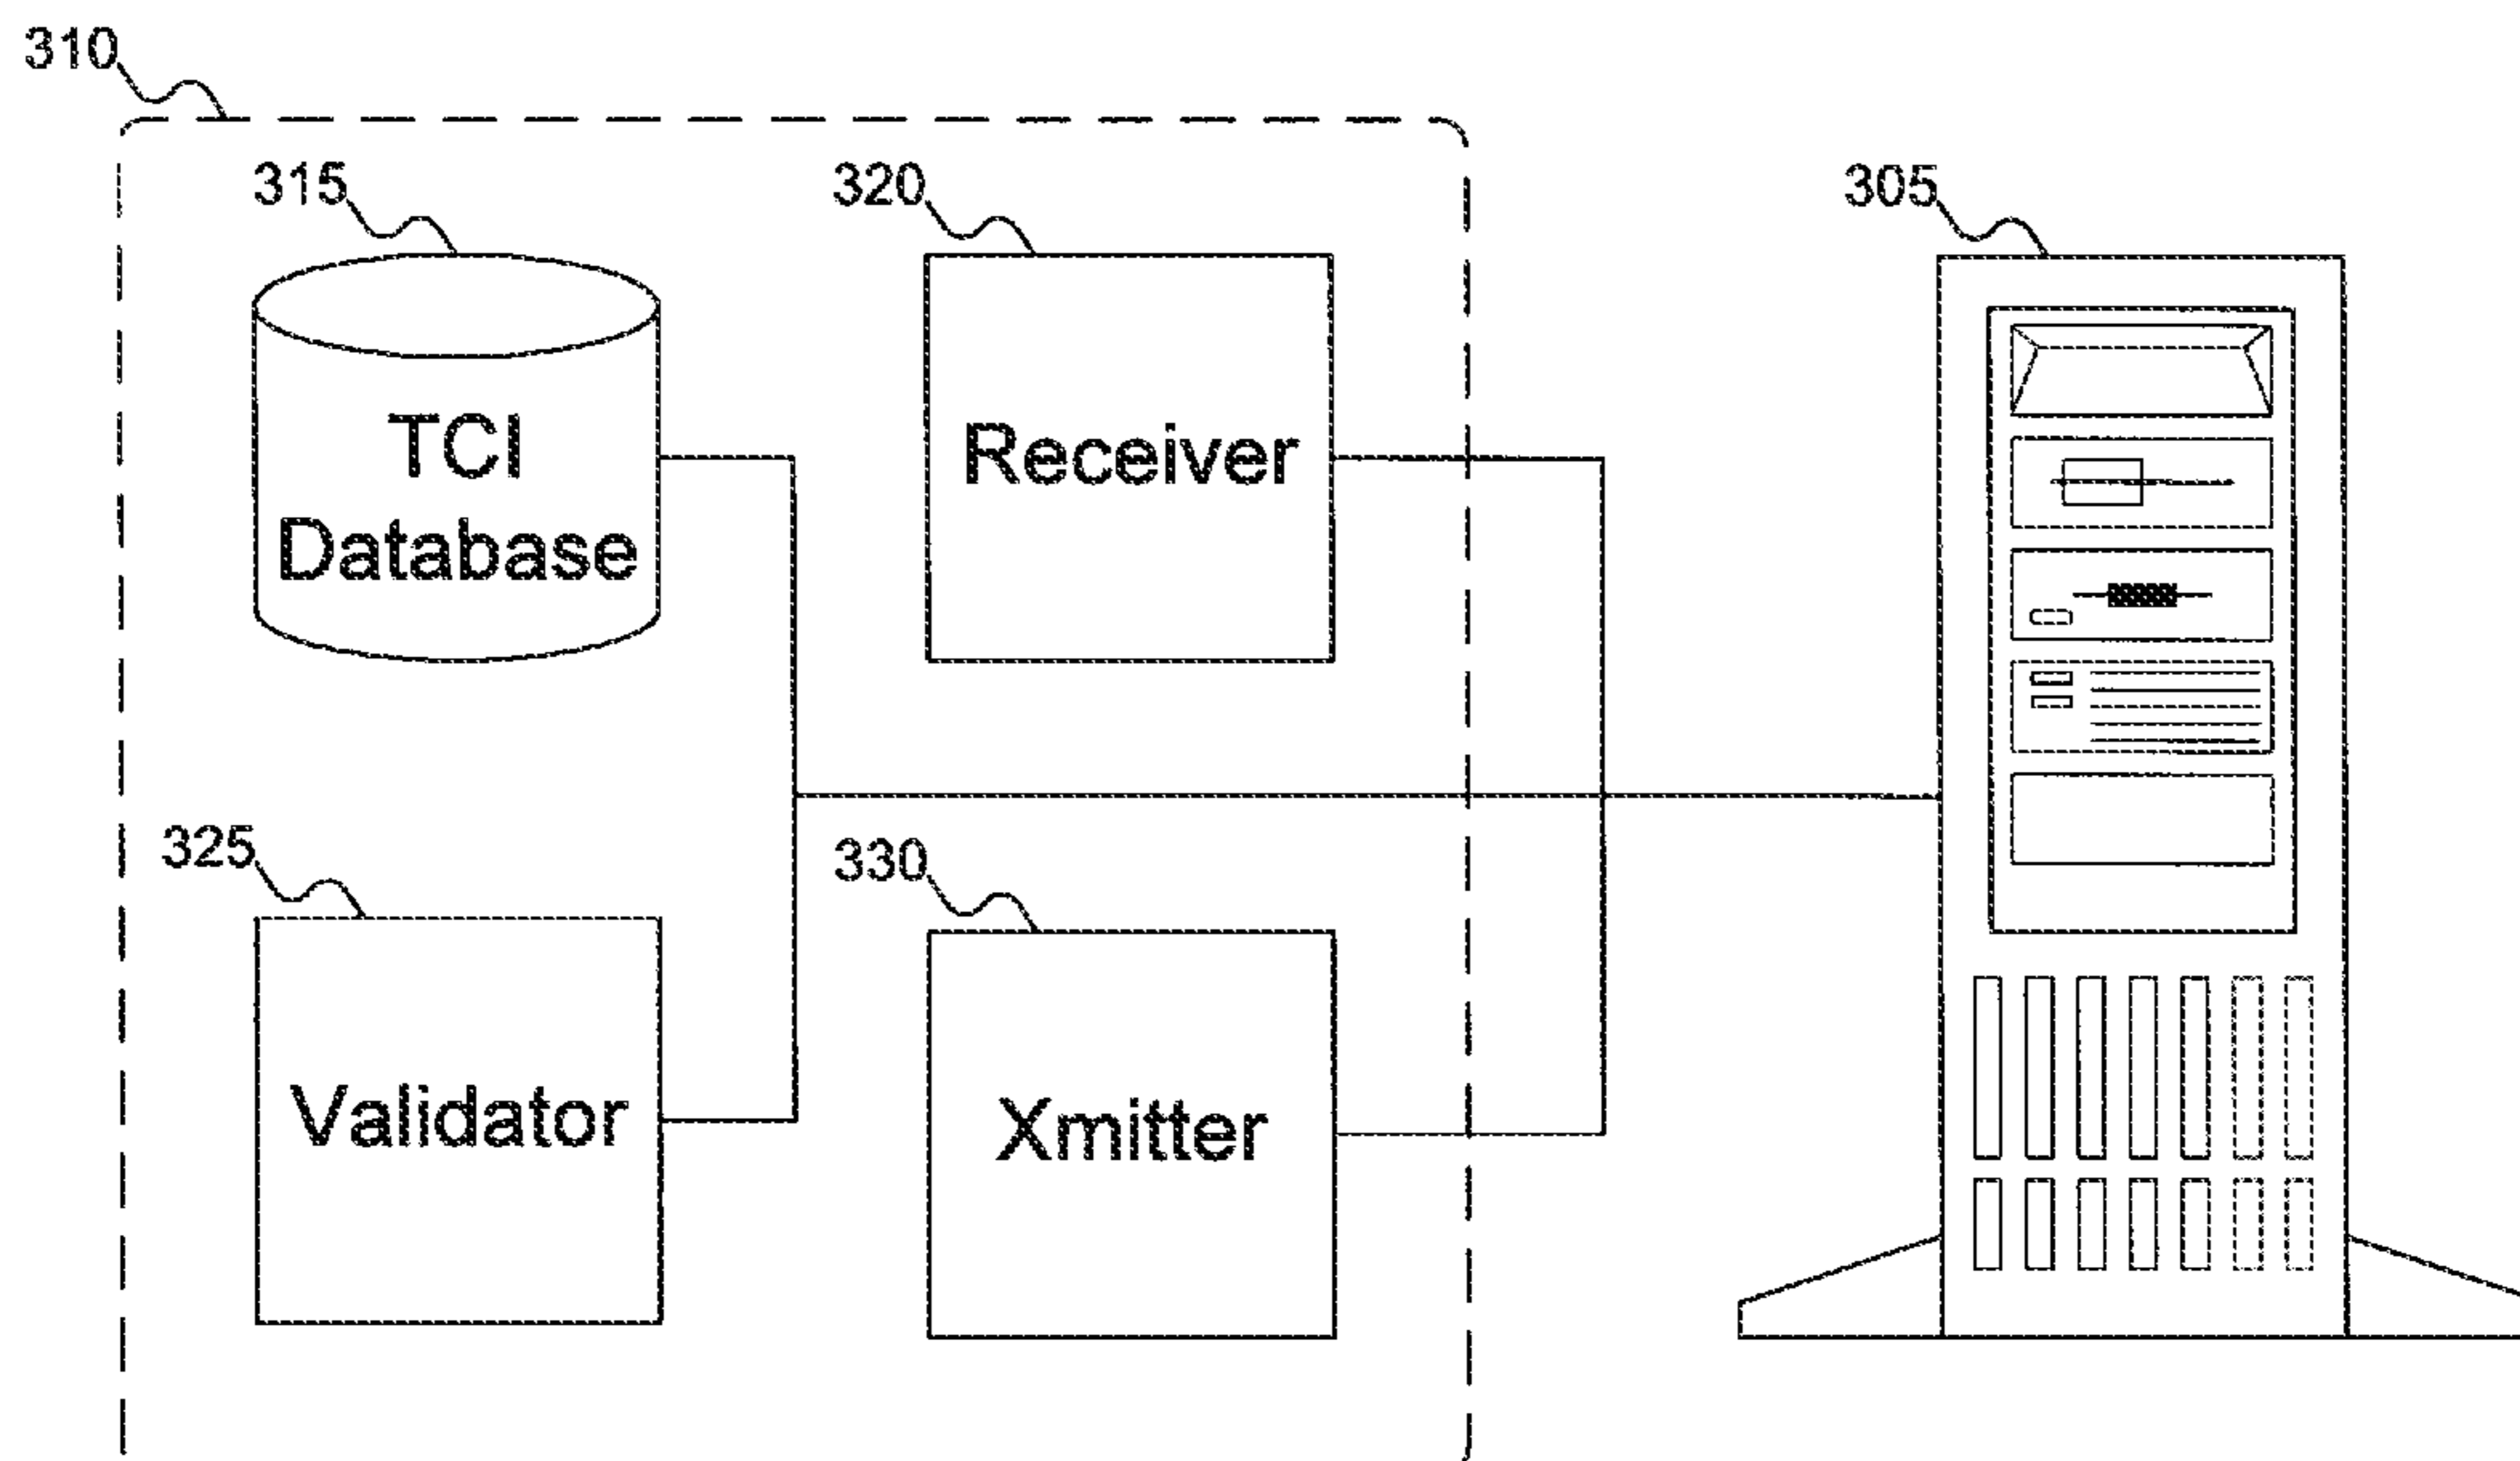 310
315
320
305
TCI
Database
Receiver
325
330
Validator
Xmitter